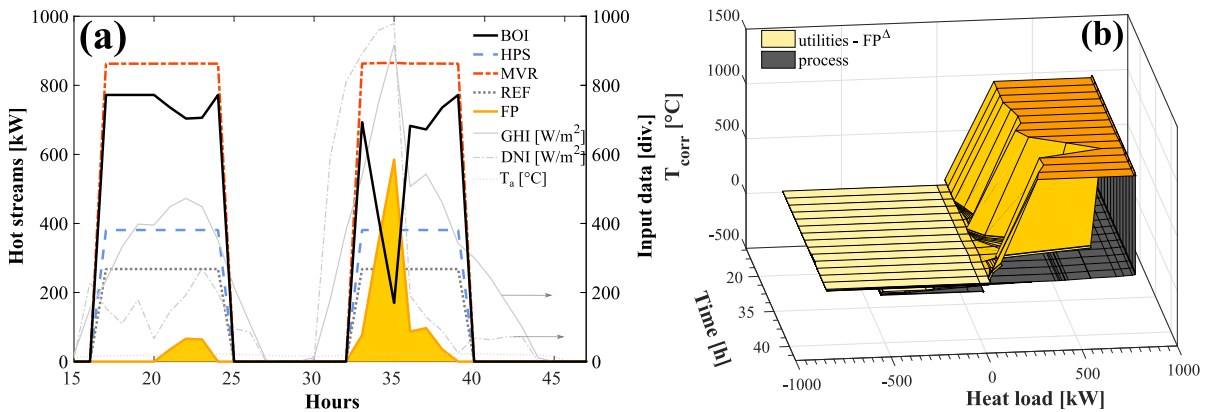 (a)
BOI
HPS
MVR
REF
FP
GHI [W/m²]
DNI [W/m²]
Tₐ [°C]
Hot streams [kW]
1000
800
600
400
200
0
15 20 25 30 35 40 45
Hours
1000
800
600
400
200
0
Input data [div.]
(b)
utilities - FP^Δ
process
T_corr [°C]
1500
1000
500
0
-500
20
35
40
Time [h]
-1000 -500 0 500 1000
Heat load [kW]